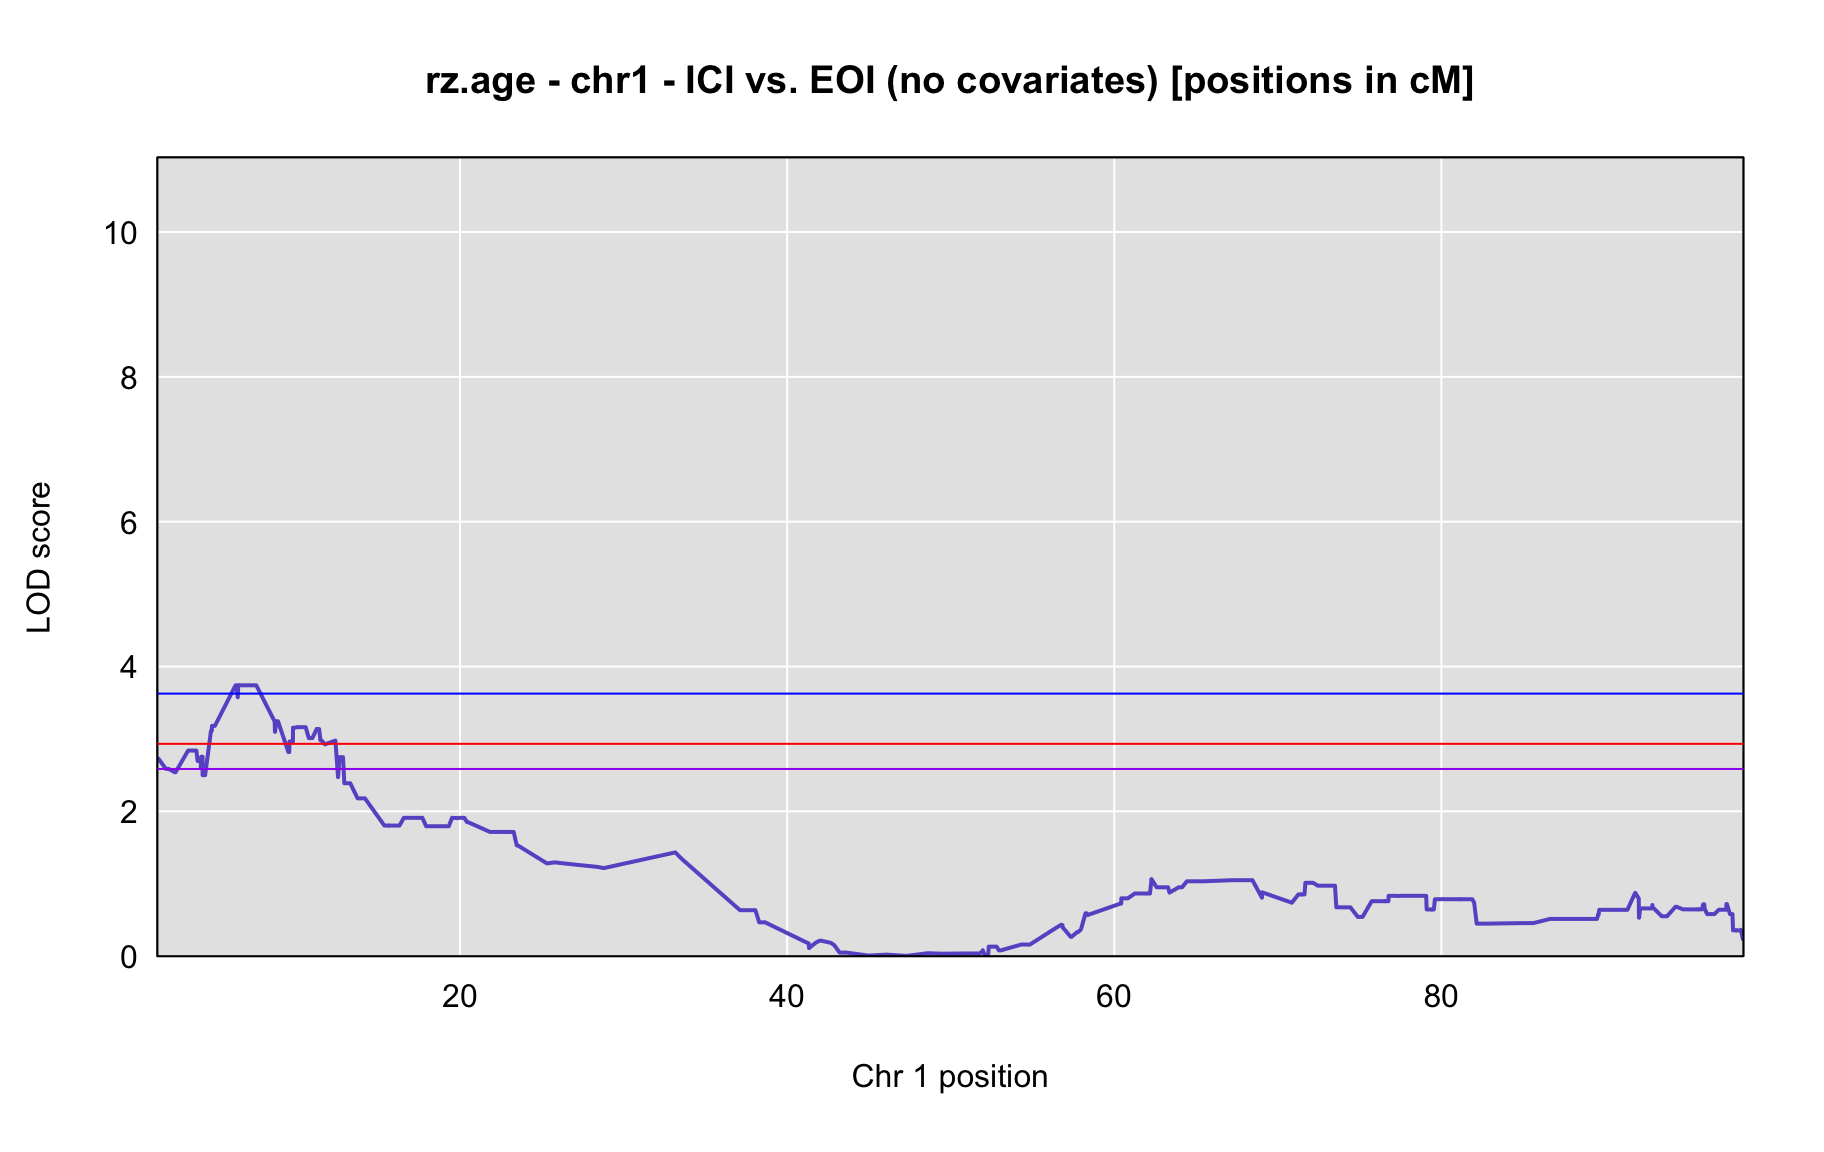 rz.age - chr1 - ICI vs. EOI (no covariates) [positions in cM]
10
8
6
4
2
0
LOD score
20 40 60 80
Chr 1 position